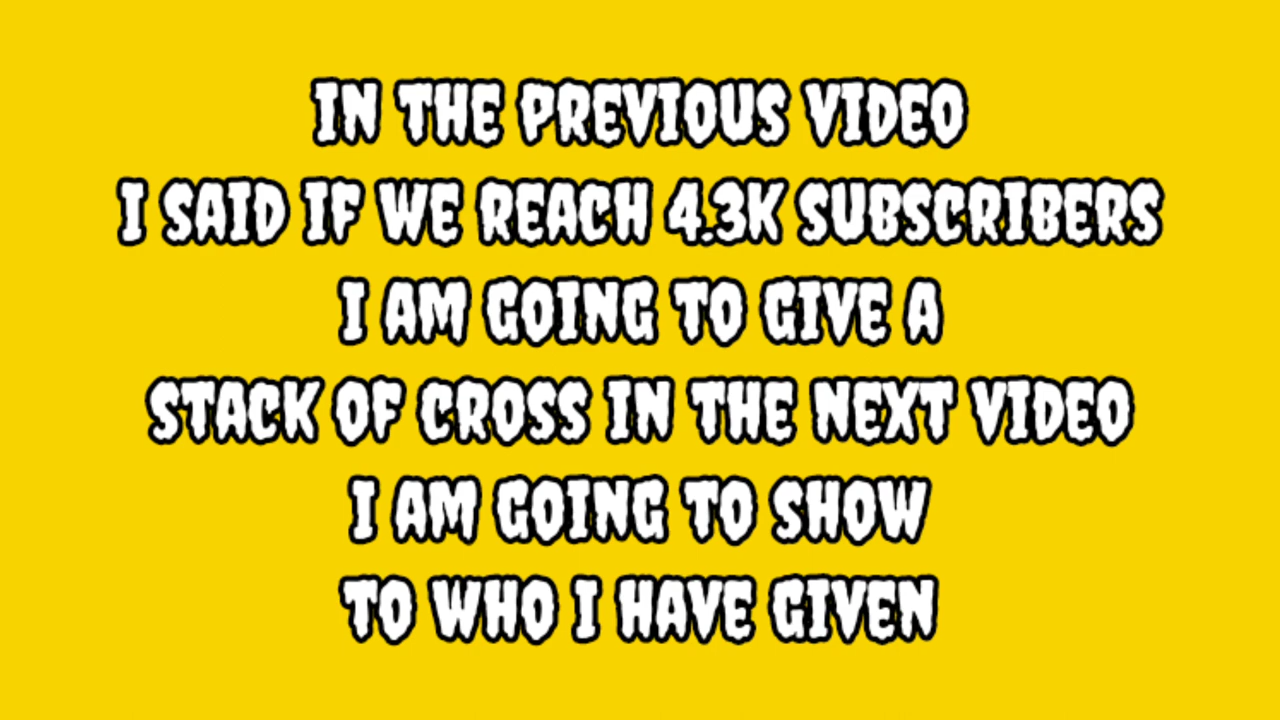 IN THE PREVIOUS VIDEO
I SAID IF WE REACH 4.3K SUBSCRIBERS
I AM GOING TO GIVE A
STACK OF CROSS IN THE NEXT VIDEO
I AM GOING TO SHOW
TO WHO I HAVE GIVEN